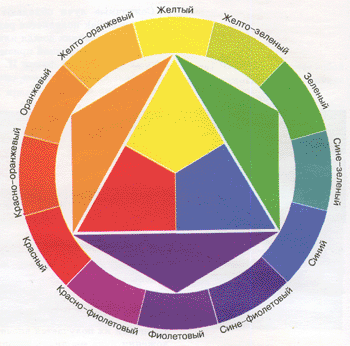 Желтый
Желто-зеленый
Зеленый
Сине-зеленый
Синий
Сине-фиолетовый
Фиолетовый
Красно-фиолетовый
Красный
Красно-оранжевый
Оранжевый
Желто-оранжевый